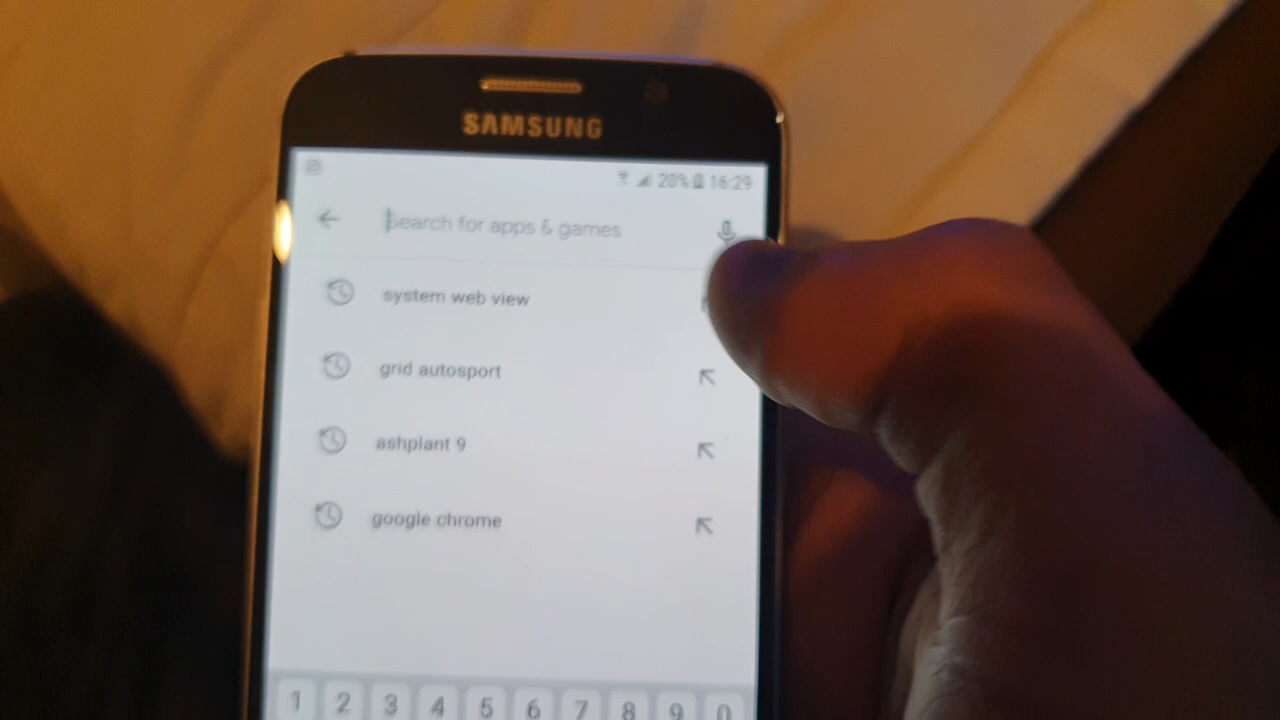 SAMSUNG
20% 16:29
Search for apps & games
system web view
grid autosport
ashplant 9
google chrome
1 2 3 4 5 6 7 8 9 0